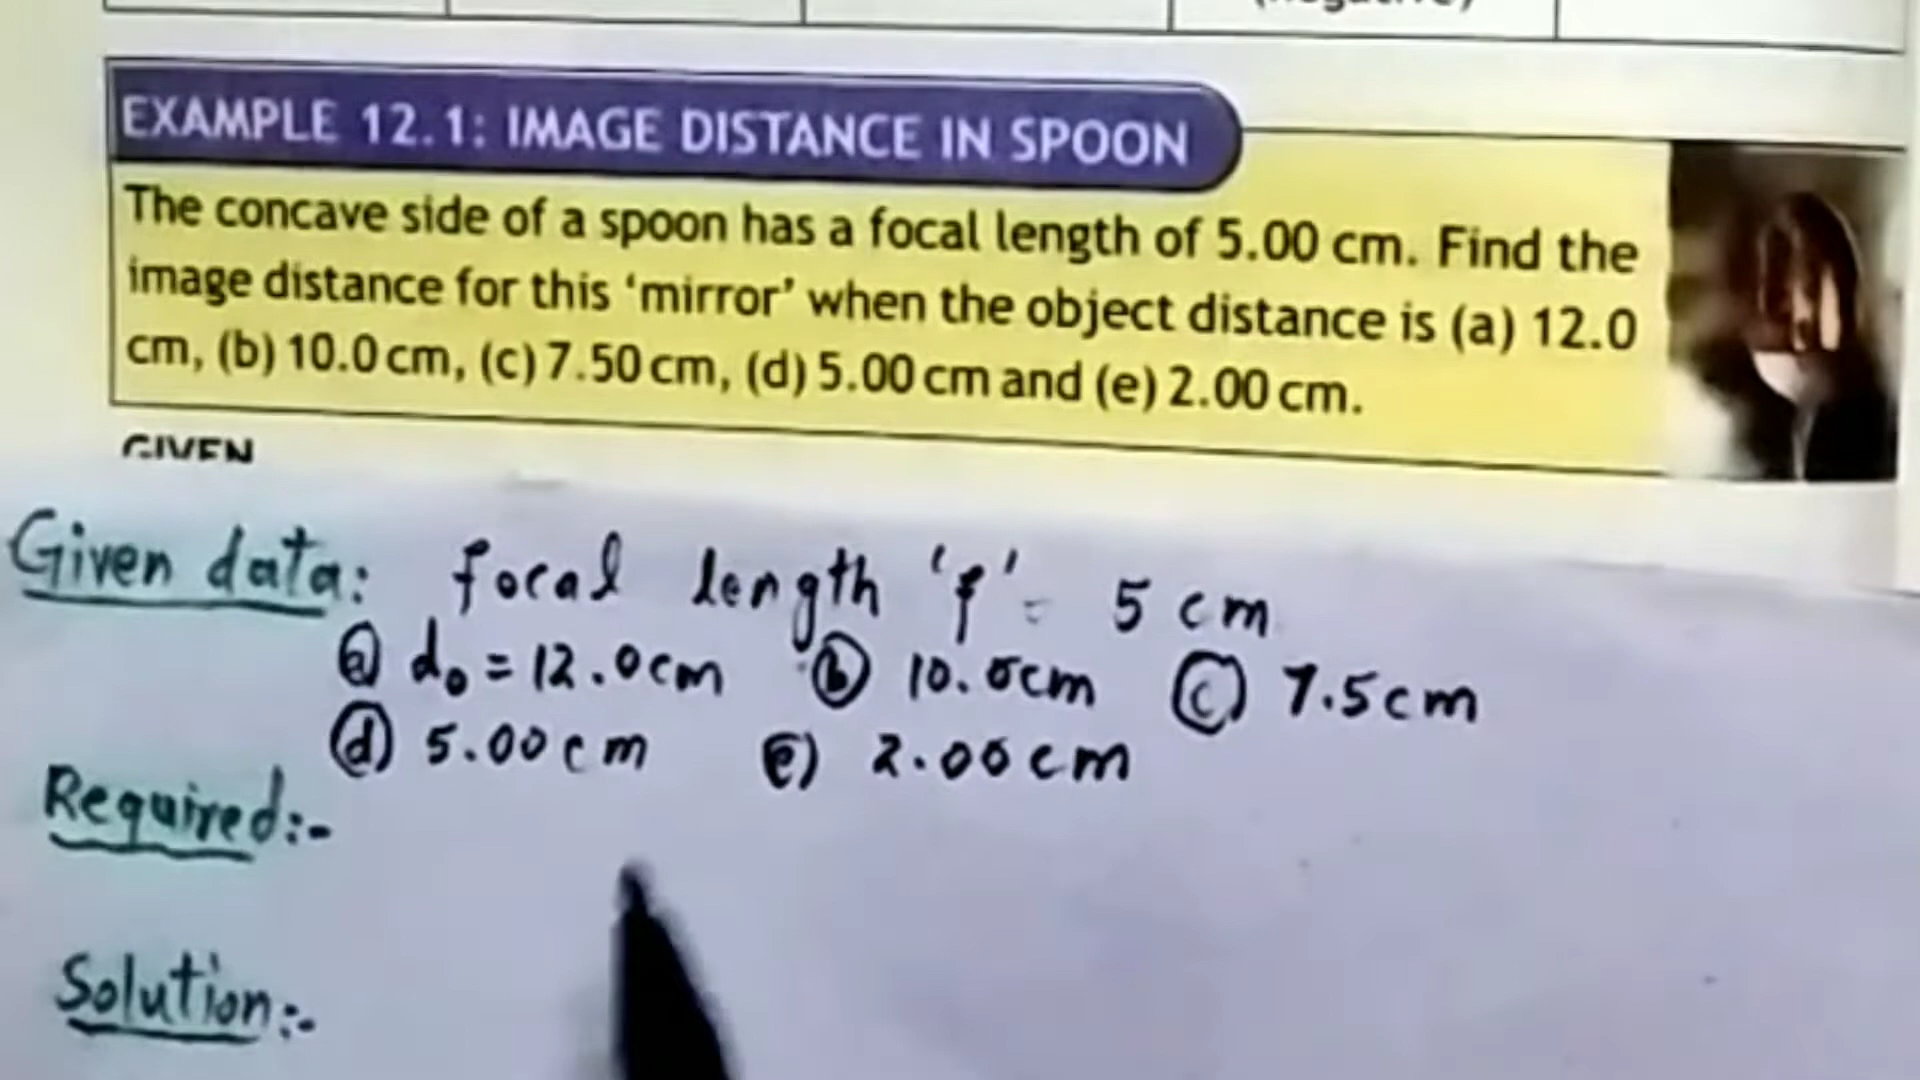 (negative)
EXAMPLE 12.1: IMAGE DISTANCE IN SPOON
The concave side of a spoon has a focal length of 5.00 cm. Find the
image distance for this ‘mirror’ when the object distance is (a) 12.0
cm, (b) 10.0 cm, (c) 7.50 cm, (d) 5.00 cm and (e) 2.00 cm.
GIVEN
Given data: focal length 'f' = 5 cm
ⓐ do = 12.0cm ⓑ 10.0cm ⓒ 7.5cm
ⓓ 5.00cm e) 2.00cm
Required:-
Solution:-